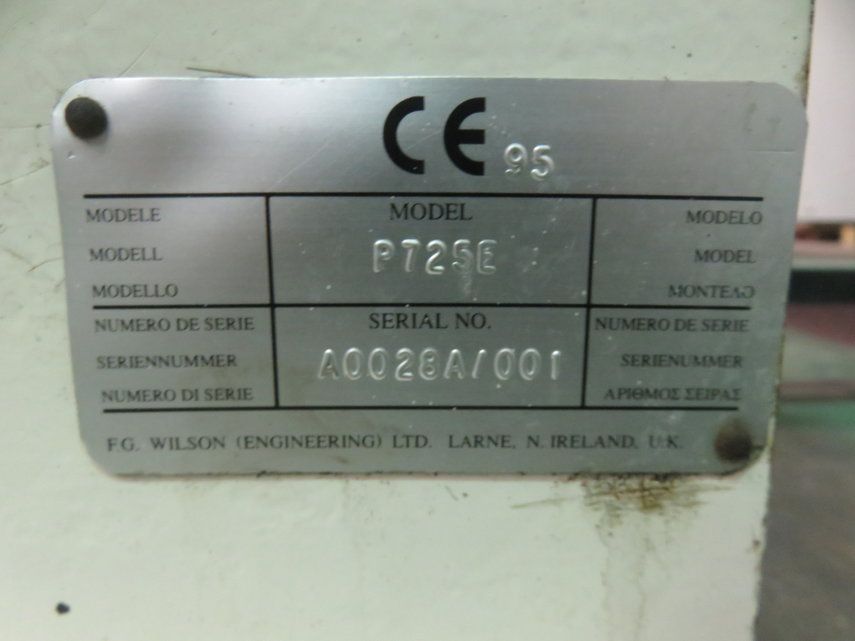 CE 95
MODELE MODEL MODELO
MODELL P725E MODEL
MODELLO ΜΟΝΤΕΛΟ
NUMERO DE SERIE SERIAL NO. NUMERO DE SERIE
SERIENNUMMER A0028A/001 SERIENUMMER
NUMERO DI SERIE ΑΡΙΘΜΟΣ ΣΕΙΡΑΣ
F.G. WILSON (ENGINEERING) LTD. LARNE, N. IRELAND, U.K.